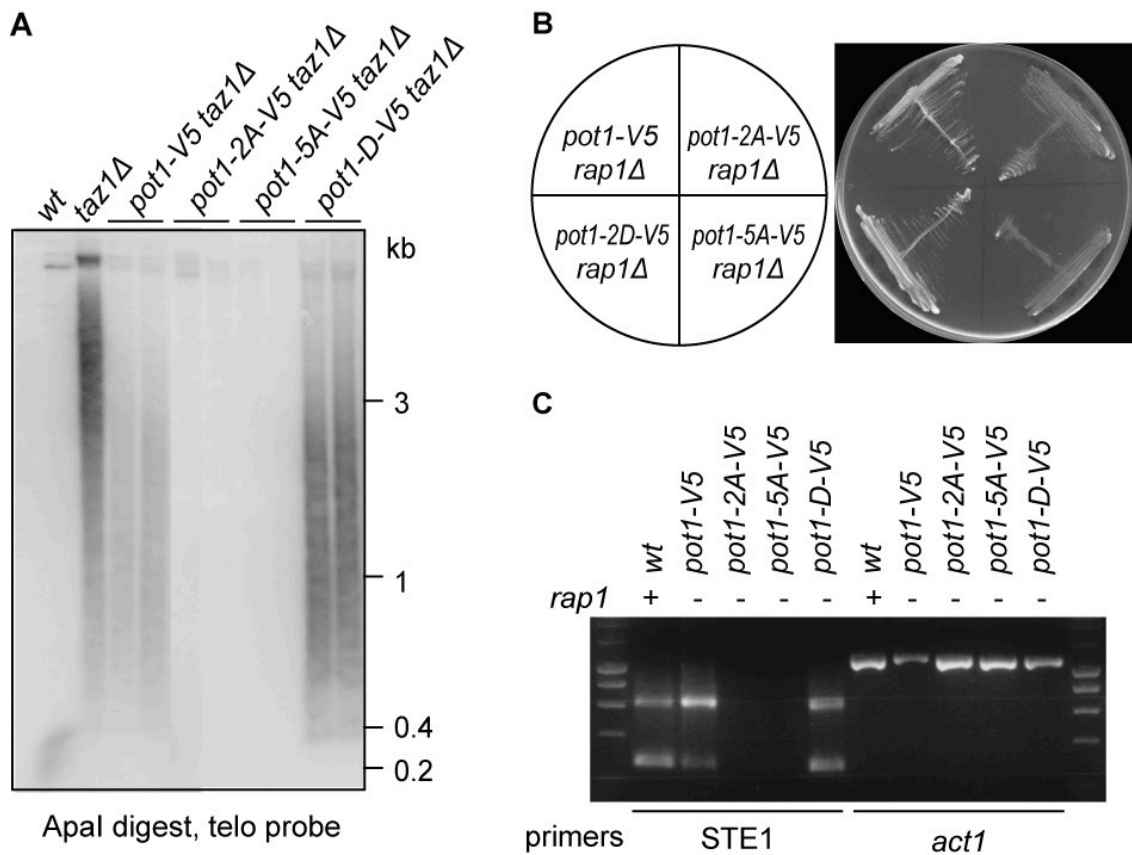 A
wt
taz1Δ
pot1-V5 taz1Δ
pot1-2A-V5 taz1Δ
pot1-5A-V5 taz1Δ
pot1-D-V5 taz1Δ
kb
3
1
0.4
0.2
ApaI digest, telo probe
B
pot1-V5
rap1Δ
pot1-2A-V5
rap1Δ
pot1-2D-V5
rap1Δ
pot1-5A-V5
rap1Δ
C
wt
pot1-V5
pot1-2A-V5
pot1-5A-V5
pot1-D-V5
wt
pot1-V5
pot1-2A-V5
pot1-5A-V5
pot1-D-V5
rap1 + - - - - + - - - -
primers STE1 act1